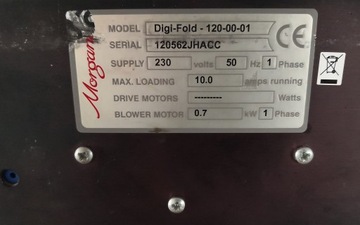 Morgana
MODEL Digi-Fold - 120-00-01
SERIAL 120562JHACC
SUPPLY 230 volts 50 Hz 1 Phase
MAX. LOADING 10.0 amps running
DRIVE MOTORS --------- Watts
BLOWER MOTOR 0.7 kW 1 Phase
CE